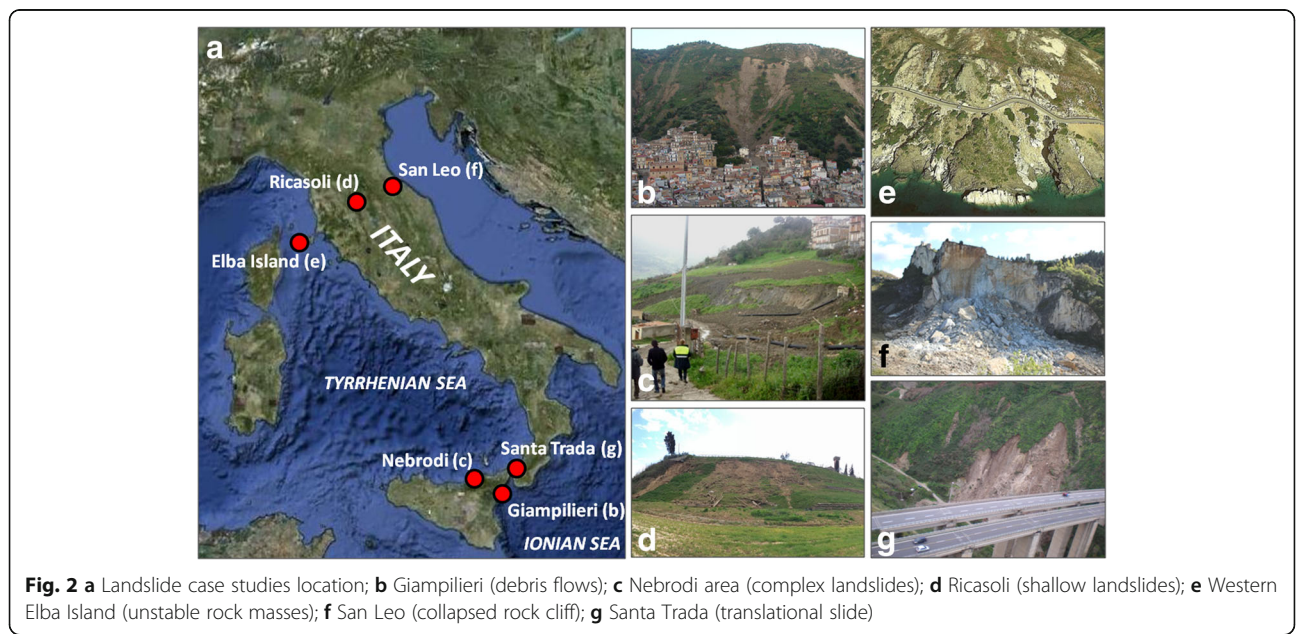 a
San Leo (f)
Ricasoli (d)
ITALY
Elba Island (e)
TYRRHENIAN SEA
Santa Trada (g)
Nebrodi (c)
Giampilieri (b)
IONIAN SEA
b
c
d
e
f
g
Fig. 2 a Landslide case studies location; b Giampilieri (debris flows); c Nebrodi area (complex landslides); d Ricasoli (shallow landslides); e Western
Elba Island (unstable rock masses); f San Leo (collapsed rock cliff); g Santa Trada (translational slide)